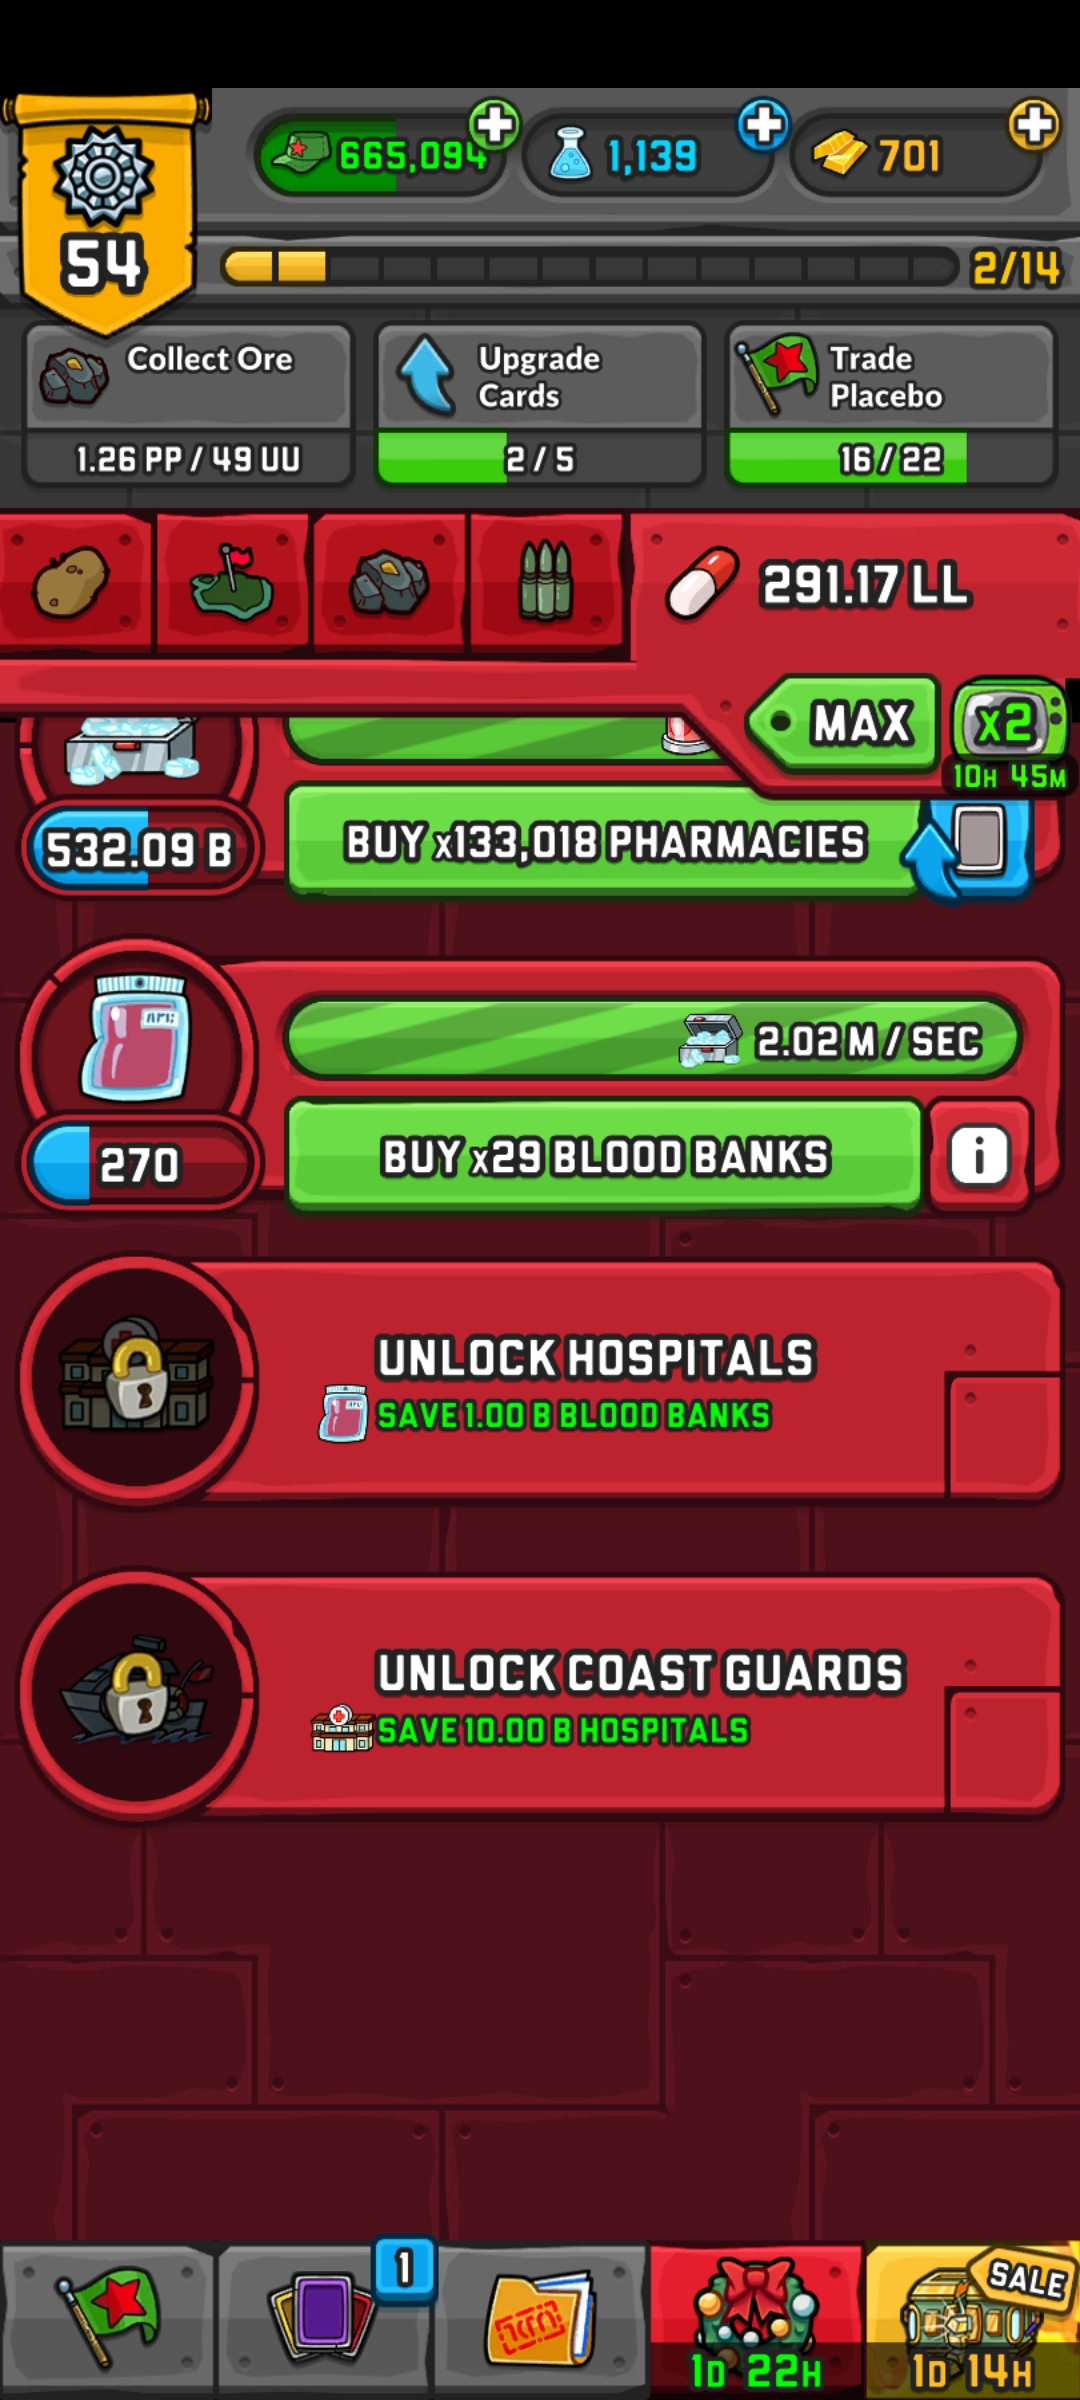 665,094
1,139
701
54
2/14
Collect Ore
1.26 PP / 49 UU
Upgrade
Cards
2 / 5
Trade
Placebo
16 / 22
291.17 LL
MAX
x2
10H 45M
532.09 B
BUY x133,018 PHARMACIES
2.02 M / SEC
270
BUY x29 BLOOD BANKS
i
UNLOCK HOSPITALS
SAVE 1.00 B BLOOD BANKS
UNLOCK COAST GUARDS
SAVE 10.00 B HOSPITALS
1
SALE
1D 22H
1D 14H